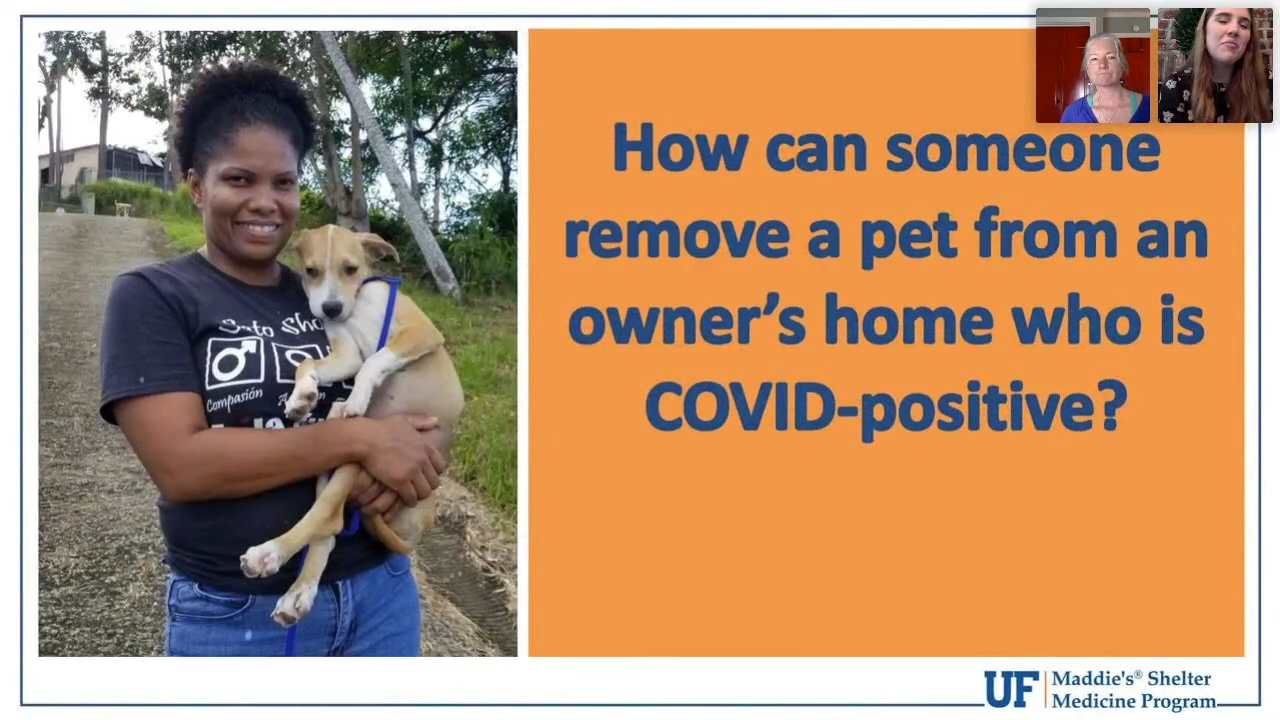 How can someone
remove a pet from an
owner's home who is
COVID-positive?
Compasión
UF
Maddie's® Shelter
Medicine Program